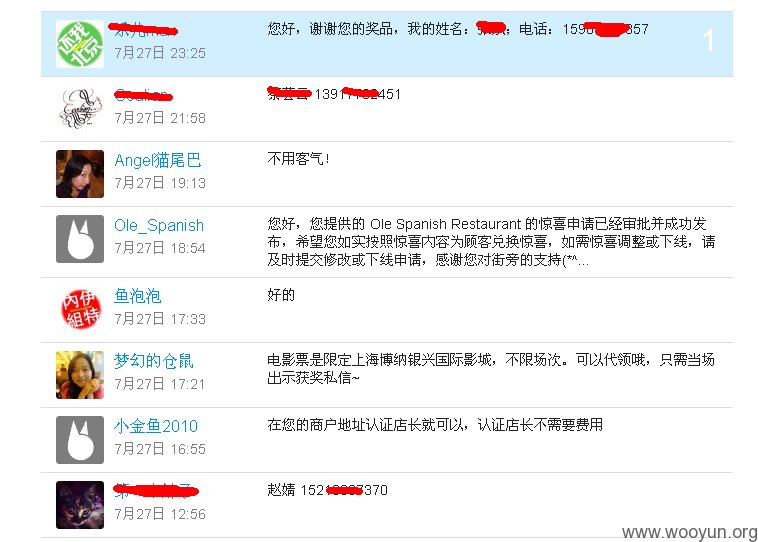 您好，谢谢您的奖品，我的姓名： ；电话：159 357
1
7月27日 23:25
1391 451
7月27日 21:58
Angel猫尾巴
不用客气！
7月27日 19:13
Ole_Spanish
您好，您提供的 Ole Spanish Restaurant 的惊喜申请已经审批并成功发
布，希望您如实按照惊喜内容为顾客兑换惊喜，如需惊喜调整或下线，请
及时提交修改或下线申请，感谢您对街旁的支持(*^...
7月27日 18:54
鱼泡泡
好的
7月27日 17:33
梦幻的仓鼠
电影票是限定上海博纳银兴国际影城，不限场次。可以代领哦，只需当场
出示获奖私信~
7月27日 17:21
小金鱼2010
在您的商户地址认证店长就可以，认证店长不需要费用
7月27日 16:55
赵婧 1521 370
7月27日 12:56
www.wooyun.org